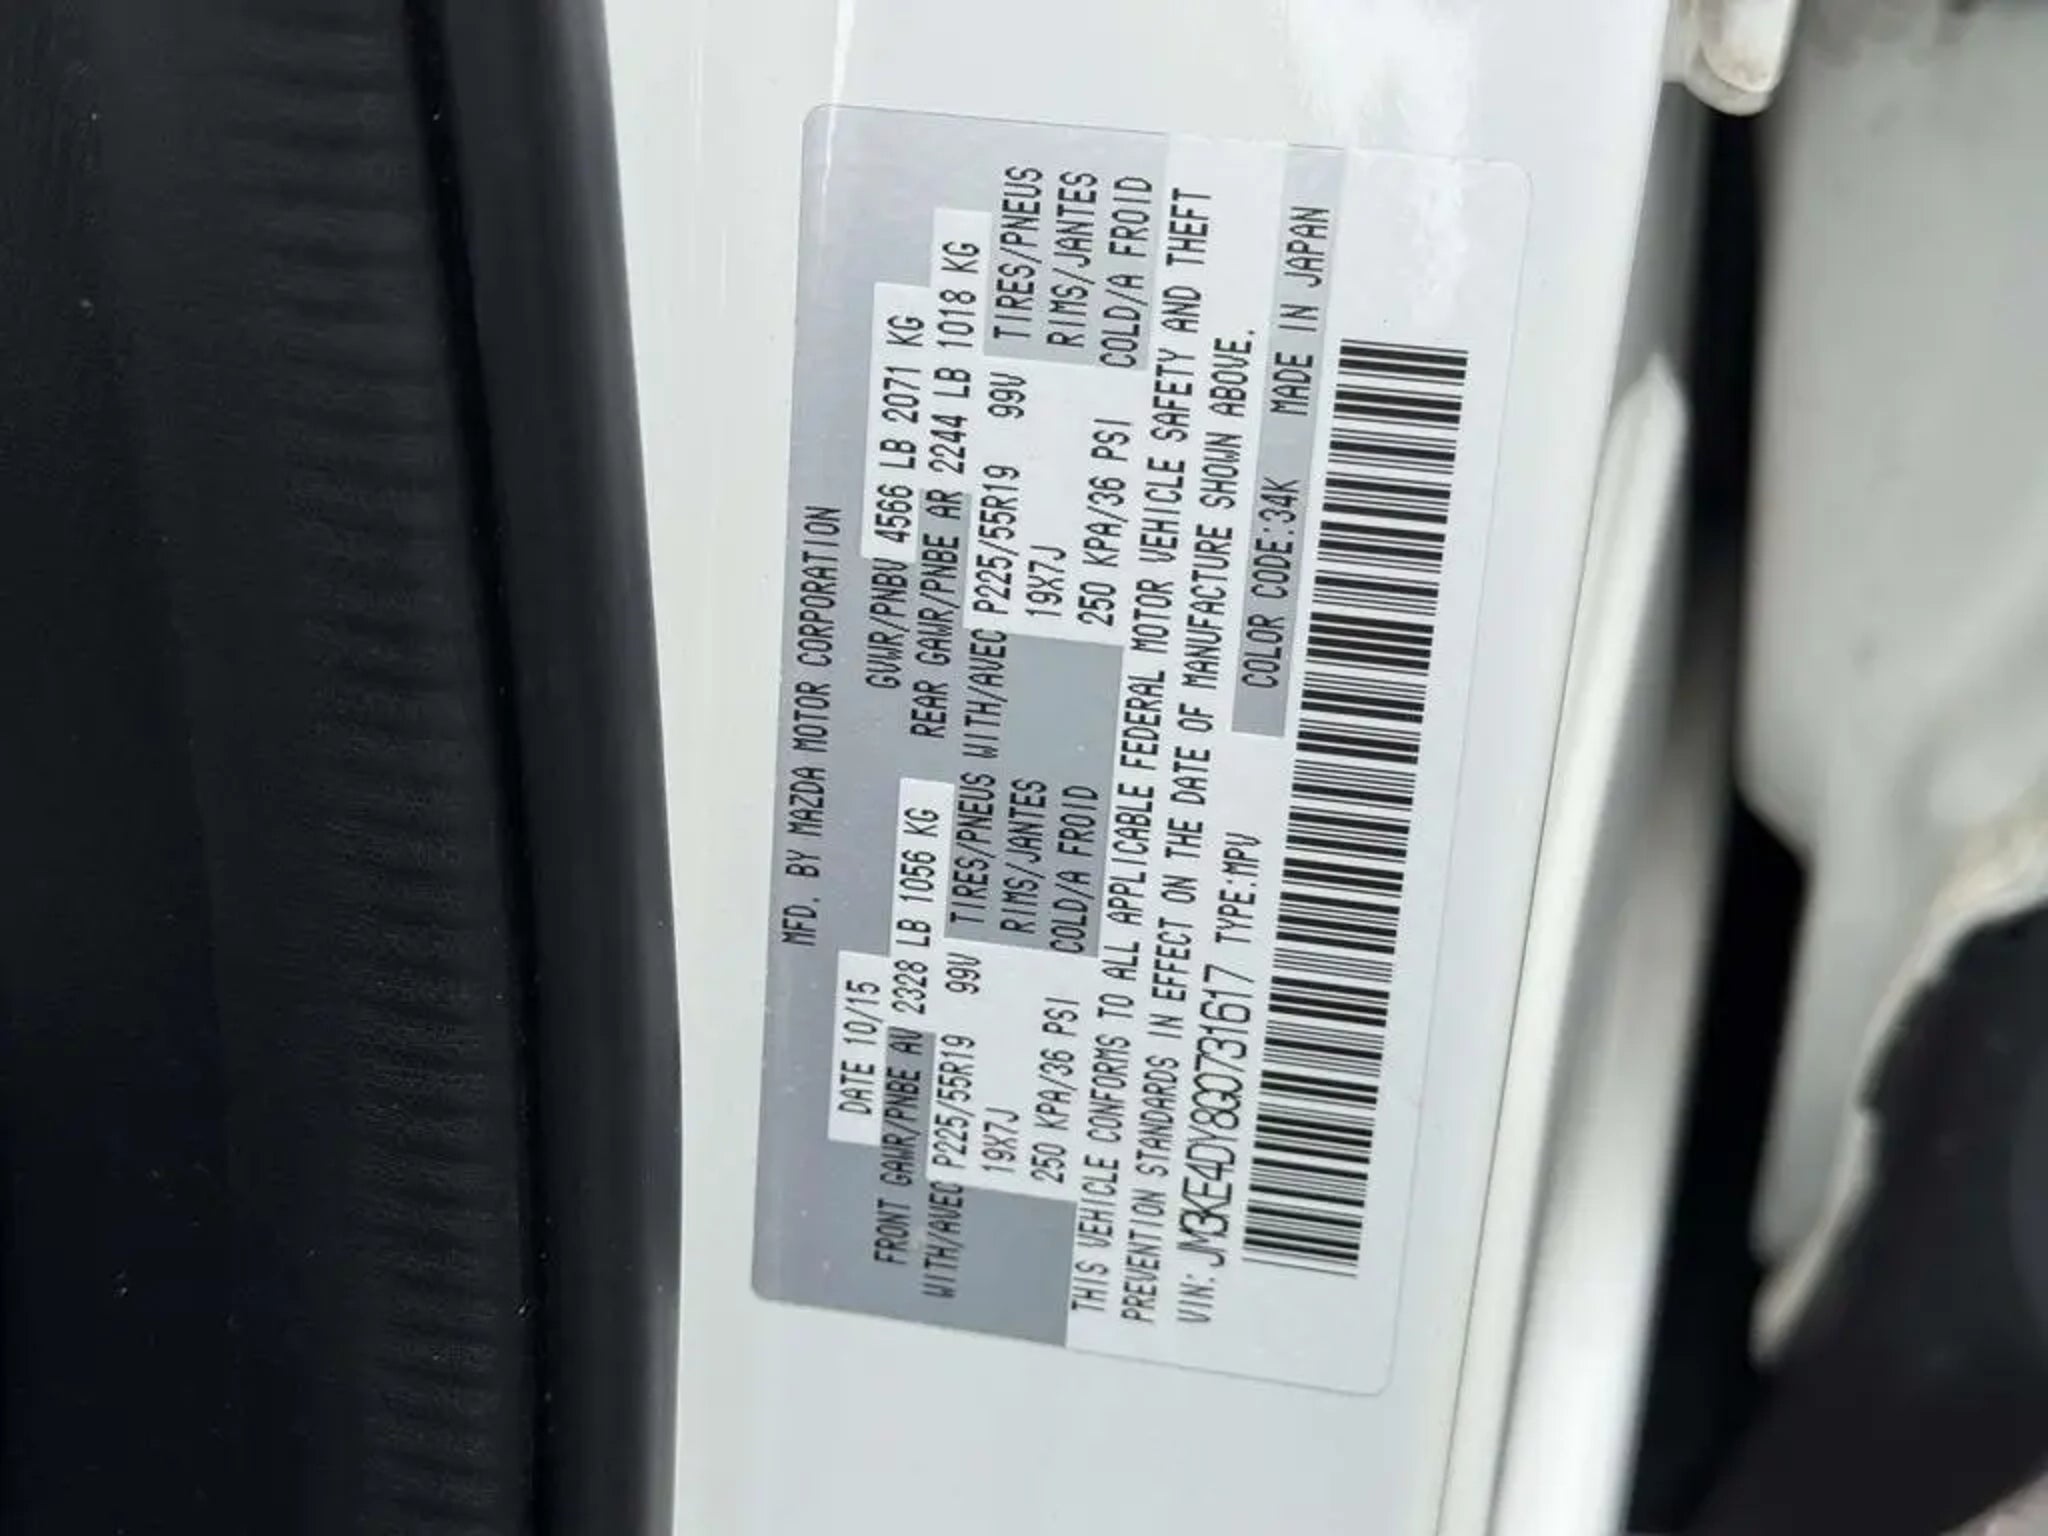 MFD. BY MAZDA MOTOR CORPORATION
DATE 10/15 GVWR/PNBV 4566 LB 2071 KG
FRONT GAWR/PNBE AV 2328 LB 1056 KG REAR GAWR/PNBE AR 2244 LB 1018 KG
WITH/AVEC P225/55R19 99V TIRES/PNEUS WITH/AVEC P225/55R19 99V TIRES/PNEUS
19X7J RIMS/JANTES 19X7J RIMS/JANTES
250 KPA/36 PSI COLD/A FROID 250 KPA/36 PSI COLD/A FROID
THIS VEHICLE CONFORMS TO ALL APPLICABLE FEDERAL MOTOR VEHICLE SAFETY AND THEFT
PREVENTION STANDARDS IN EFFECT ON THE DATE OF MANUFACTURE SHOWN ABOVE.
VIN: JM3KE4DY8G0731617 TYPE:MPV COLOR CODE:34K MADE IN JAPAN